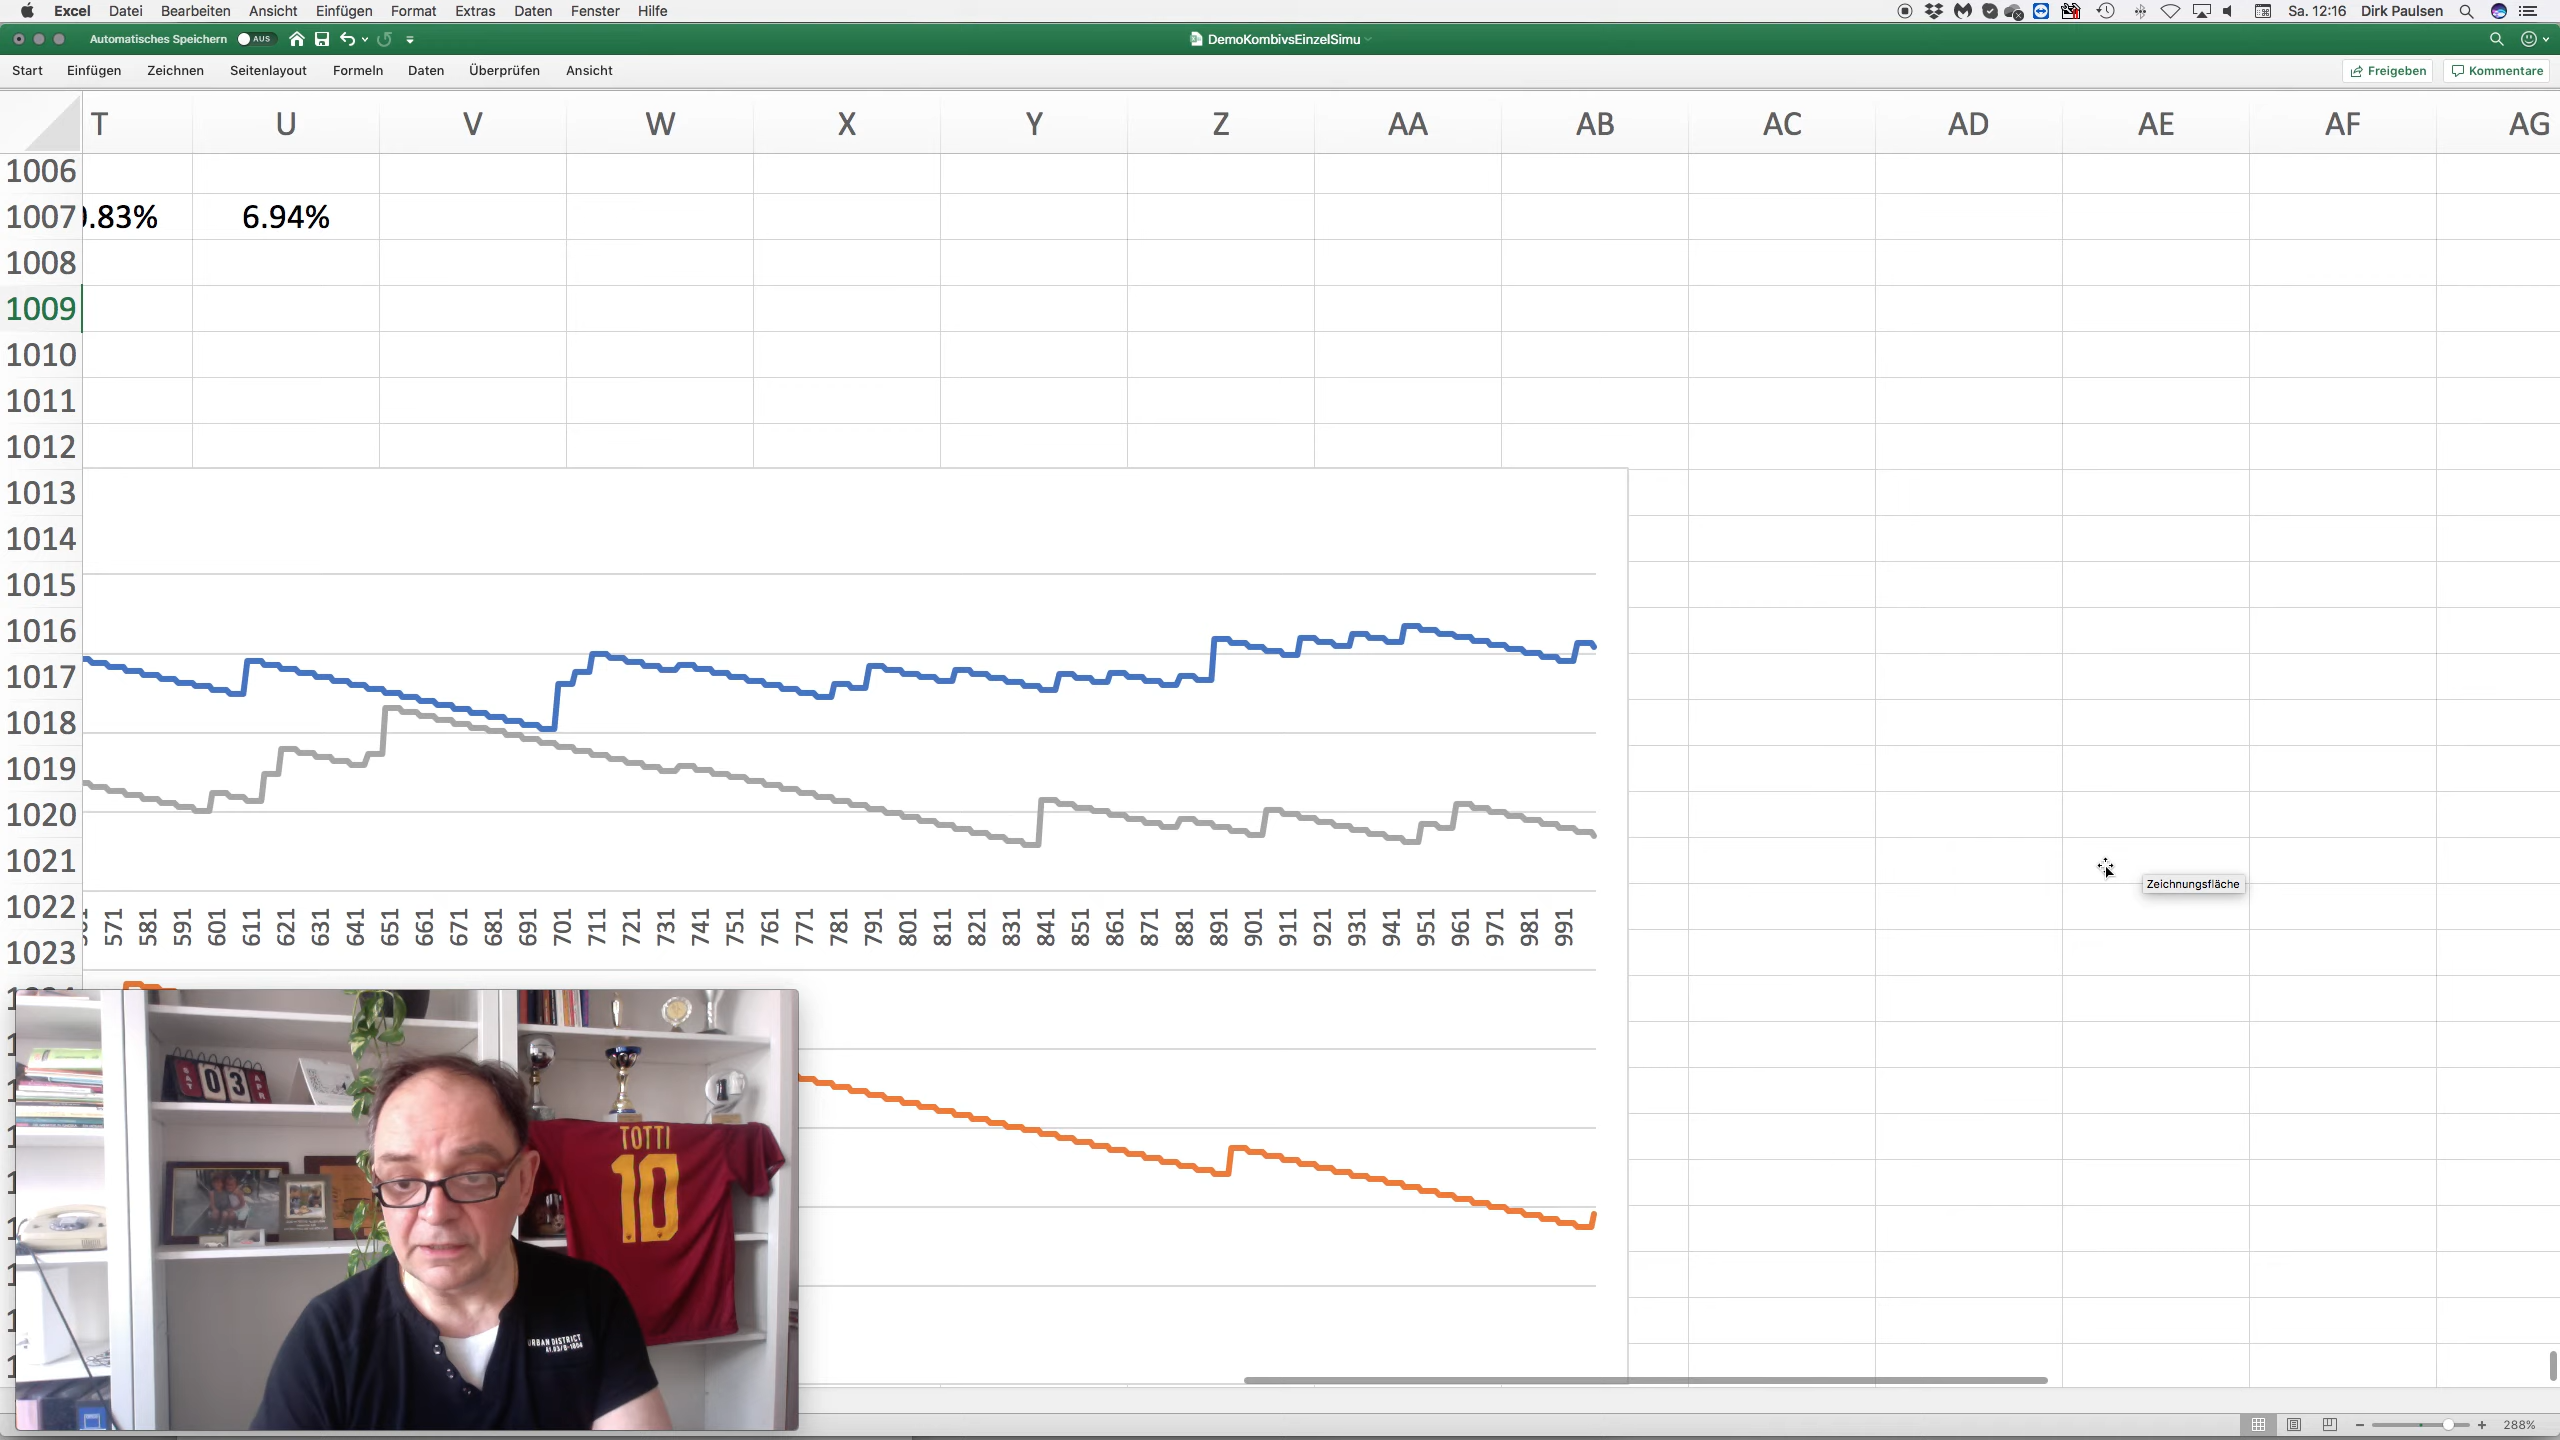 Excel Datei Bearbeiten Ansicht Einfügen Format Extras Daten Fenster Hilfe Sa. 12:16 Dirk Paulsen
Automatisches Speichern AUS DemoKombivsEinzelSimu
Start Einfügen Zeichnen Seitenlayout Formeln Daten Überprüfen Ansicht Freigeben Kommentare
T U V W X Y Z AA AB AC AD AE AF AG
1006
1007 .83% 6.94%
1008
1009
1010
1011
1012
1013
1014
1015
1016
1017
1018
1019
1020
1021
Zeichnungsfläche
1022
571 581 591 601 611 621 631 641 651 661 671 681 691 701 711 721 731 741 751 761 771 781 791 801 811 821 831 841 851 861 871 881 891 901 911 921 931 941 951 961 971 981 991
1023
SAT 03 APR
TOTTI
10
URBAN DISTRICT
288%